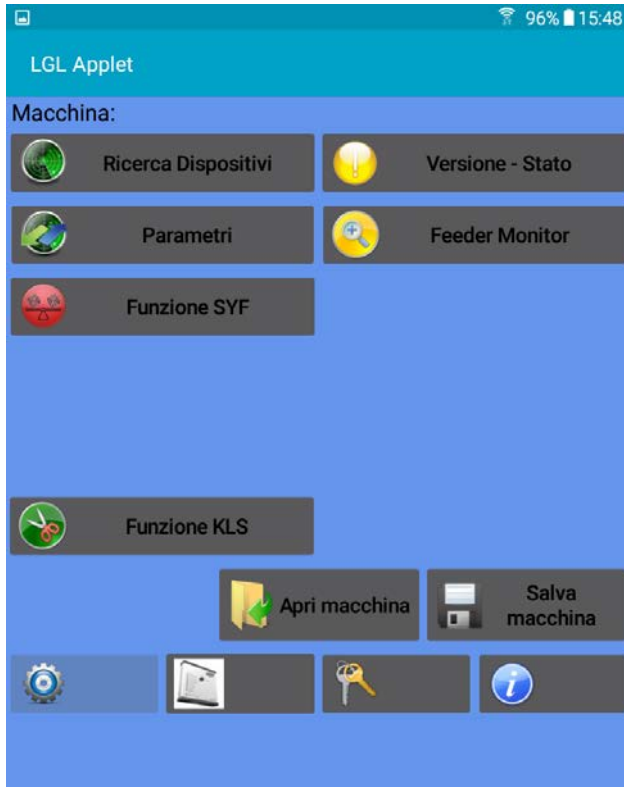 96% 15:48
LGL Applet
Macchina:
Ricerca Dispositivi
Versione - Stato
Parametri
Feeder Monitor
Funzione SYF
Funzione KLS
Apri macchina
Salva
macchina